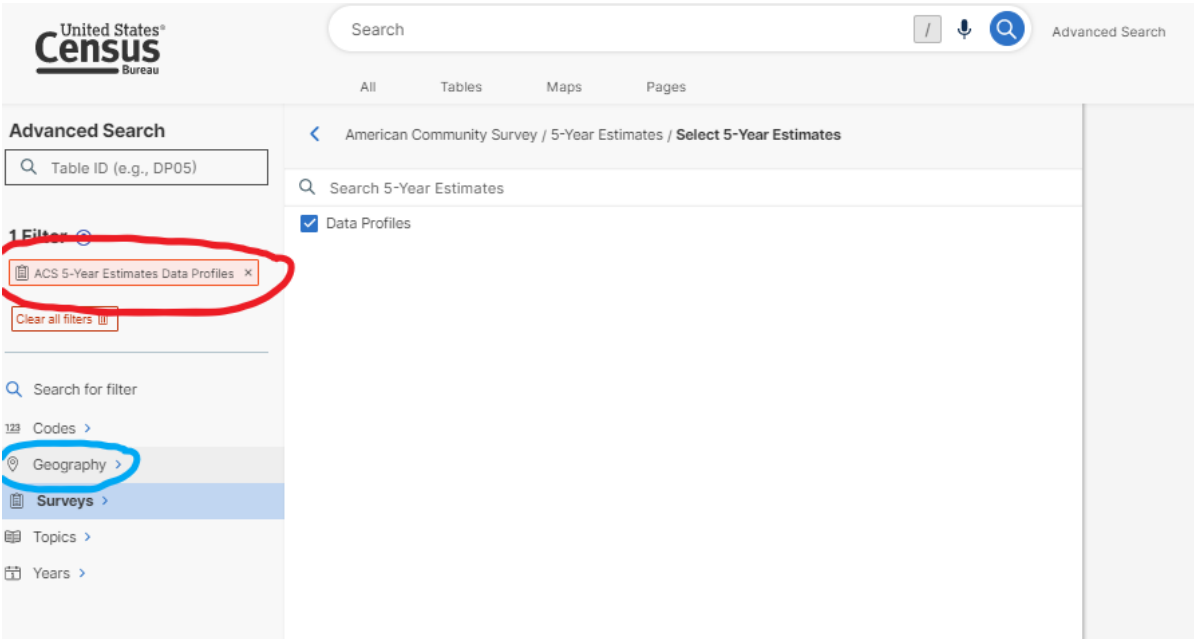 United States®
Census
Bureau
Search
/
Advanced Search
All Tables Maps Pages
Advanced Search
Table ID (e.g., DP05)
1 Filter
ACS 5-Year Estimates Data Profiles ×
Clear all filters
Search for filter
123 Codes >
Geography >
Surveys >
Topics >
1 Years >
American Community Survey / 5-Year Estimates / Select 5-Year Estimates
Search 5-Year Estimates
Data Profiles